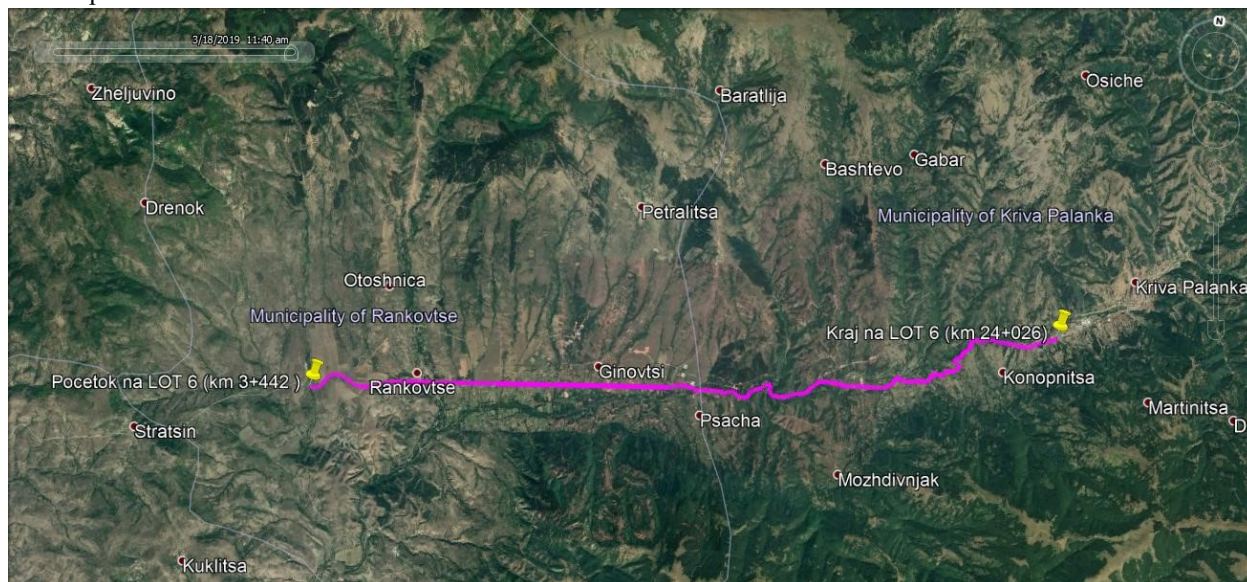 3/18/2019 11:40 am
N
Zheljuvino
Baratlija
Osiche
Bashtevo
Gabar
Drenok
Petralitsa
Municipality of Kriva Palanka
Otoshnica
Kriva Palanka
Municipality of Rankovtse
Kraj na LOT 6 (km 24+026)
Pocetok na LOT 6 (km 3+442 )
Rankovtse
Ginovtsi
Konopnitsa
Stratsin
Psacha
Martinitsa
D
Mozhdivnjak
Kuklitsa